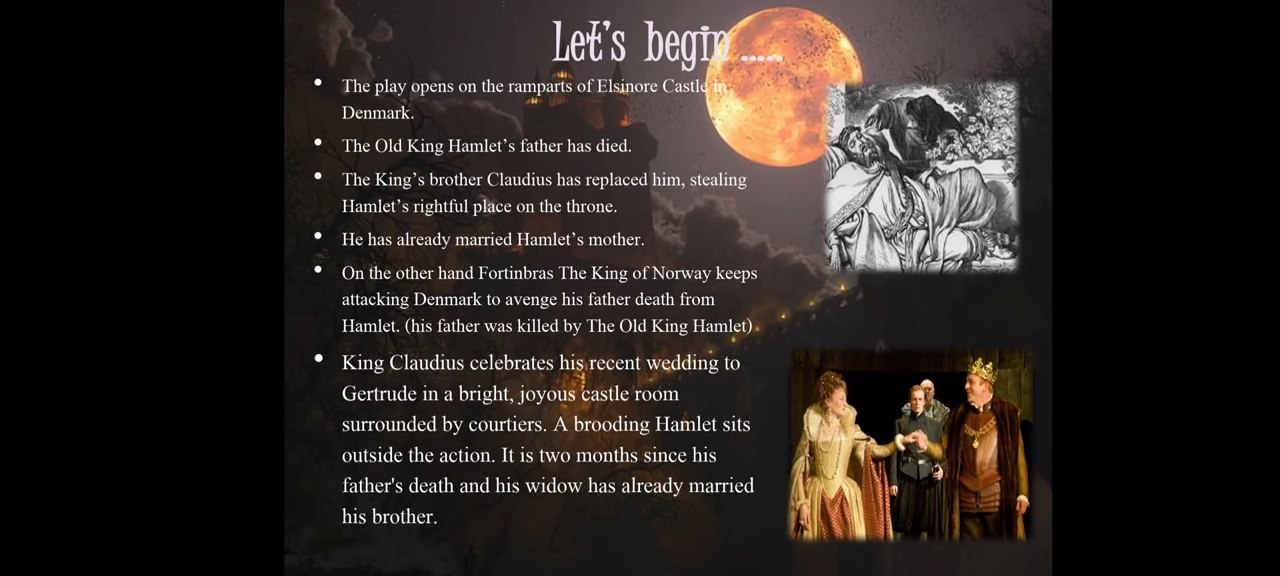 Let's begin .....
• The play opens on the ramparts of Elsinore Castle in
Denmark.
• The Old King Hamlet's father has died.
• The King's brother Claudius has replaced him, stealing
Hamlet's rightful place on the throne.
• He has already married Hamlet's mother.
• On the other hand Fortinbras The King of Norway keeps
attacking Denmark to avenge his father death from
Hamlet. (his father was killed by The Old King Hamlet)
• King Claudius celebrates his recent wedding to
Gertrude in a bright, joyous castle room
surrounded by courtiers. A brooding Hamlet sits
outside the action. It is two months since his
father's death and his widow has already married
his brother.